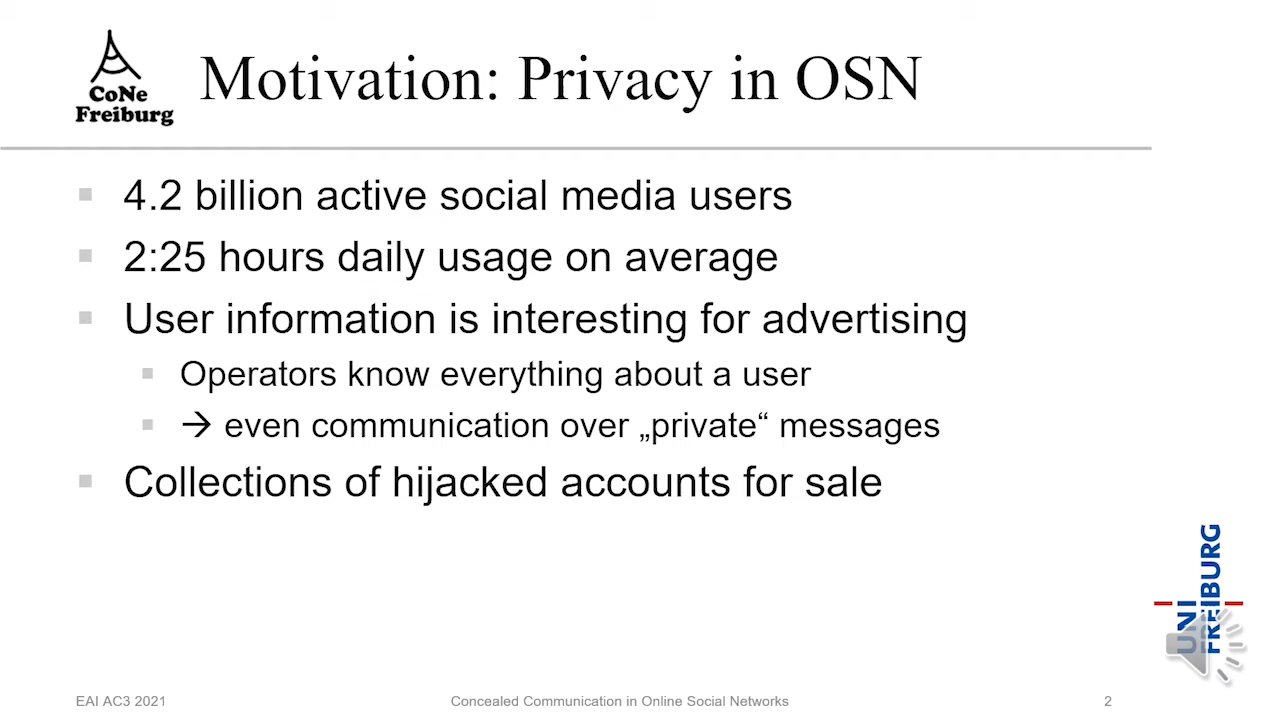 CoNe
Freiburg
Motivation: Privacy in OSN
4.2 billion active social media users
2:25 hours daily usage on average
User information is interesting for advertising
Operators know everything about a user
→ even communication over „private“ messages
Collections of hijacked accounts for sale
UNI
FREIBURG
EAI AC3 2021
Concealed Communication in Online Social Networks
2